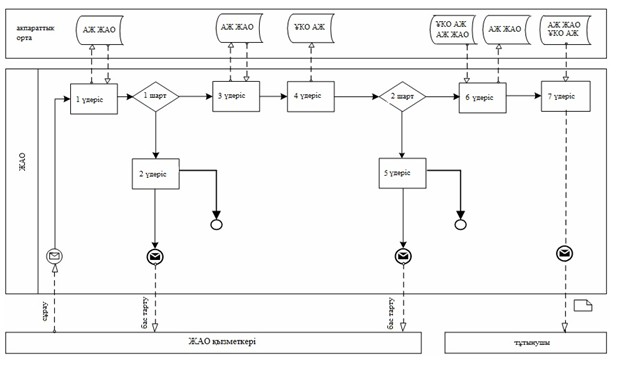 ақпараттық
орта
АЖ ЖАО
АЖ ЖАО
ҰКО АЖ
ҰКО АЖ
АЖ ЖАО
АЖ ЖАО
АЖ ЖАО
ҰКО АЖ
ЖАО
1 үдеріс
1 шарт
3 үдеріс
4 үдеріс
2 шарт
6 үдеріс
7 үдеріс
2 үдеріс
5 үдеріс
сұрау
бас тарту
бас тарту
ЖАО қызметкері
тұтынушы